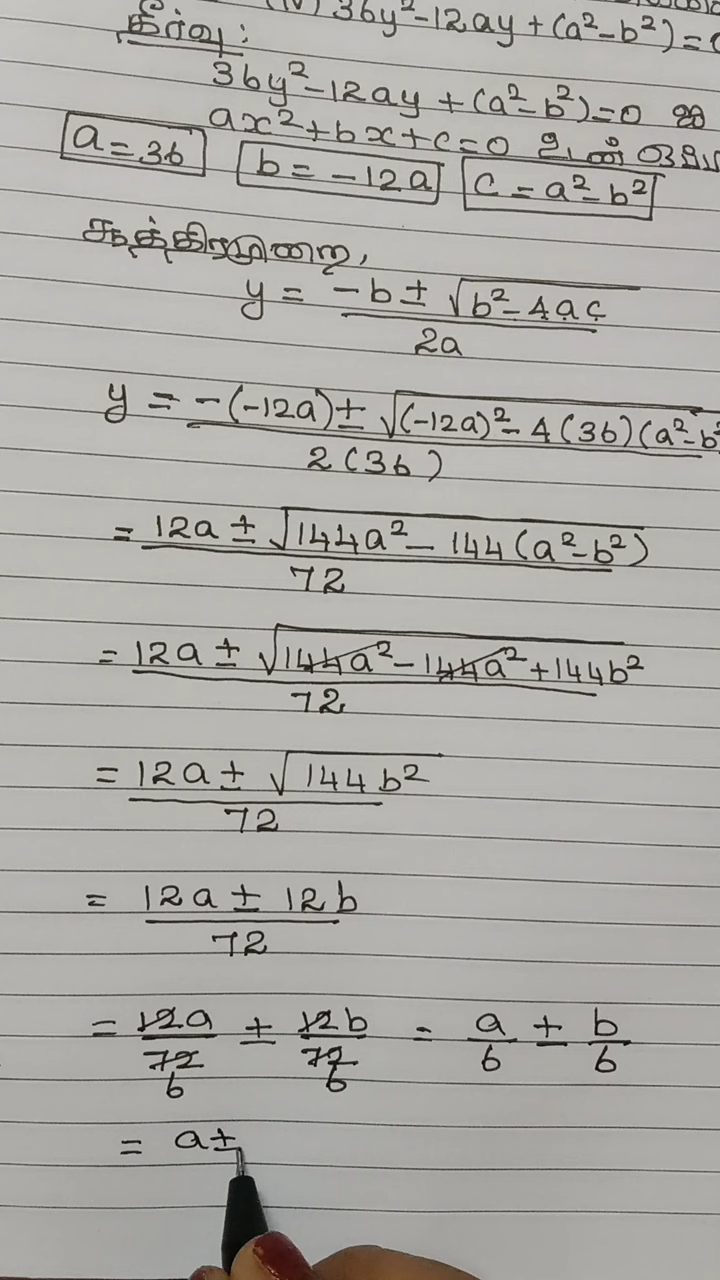 (iv) 36y² - 12ay + (a² - b²) = 0
தீர்வு :
36y² - 12ay + (a² - b²) = 0 ஐ
ax² + bx + c = 0 உடன்
a = 36 b = -12a c = a² - b²
சூத்திரமுறை,
y = (-b ± √(b² - 4ac)) / 2a
y = (-(-12a) ± √((-12a)² - 4(36)(a² - b² / 2(36)
= (12a ± √(144a² - 144(a² - b²))) / 72
= (12a ± √(144a² - 144a² + 144b²)) / 72
= (12a ± √(144b²)) / 72
= (12a ± 12b) / 72
= 12a/72 6 ± 12b/72 6 = a/6 ± b/6
= a ±